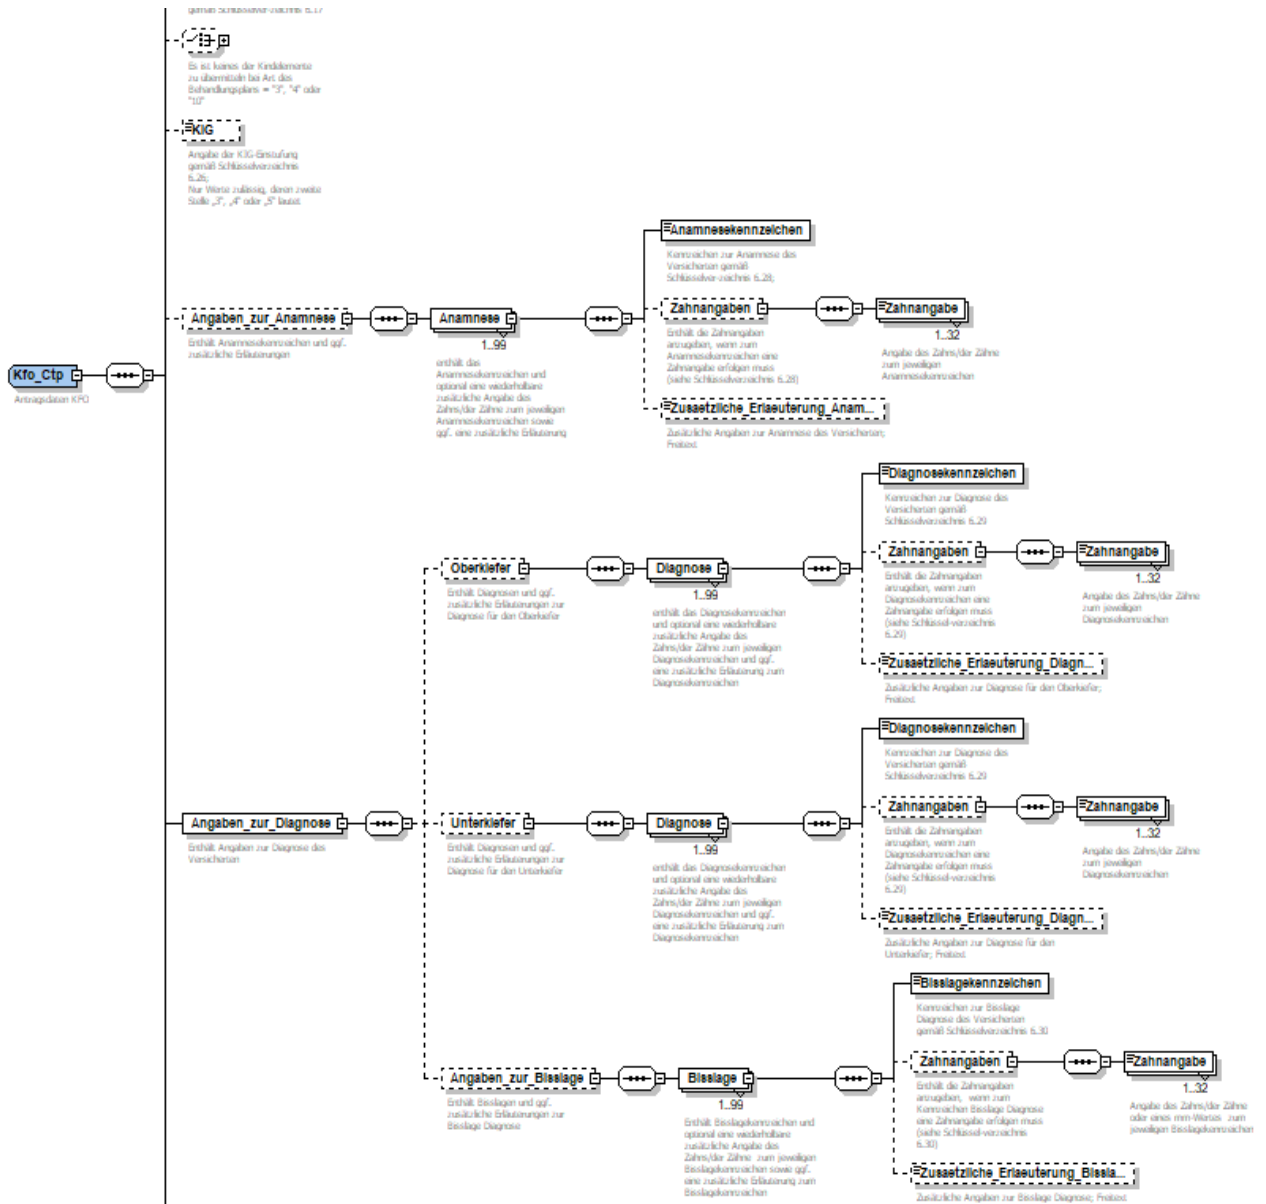 gemäß Schlüsselver-zeichnis 6.17
Es ist keines der Kindelemente
zu übermitteln bei Art des
Behandlungsplans = "3", "4" oder
"10"
KIG
Angabe der KIG-Einstufung
gemäß Schlüsselverzeichnis
6.26;
Nur Werte zulässig, deren zweite
Stelle „3“, „4“ oder „5“ lautet
Kfo_Ctp
Antragsdaten KFO
Angaben_zur_Anamnese
Enthält Anamnesekennzeichen und ggf.
zusätzliche Erläuterungen
Anamnese
1..99
enthält das
Anamnesekennzeichen und
optional eine wiederholbare
zusätzliche Angabe des
Zahns/der Zähne zum jeweiligen
Anamnesekennzeichen sowie
ggf. eine zusätzliche Erläuterung
Anamnesekennzeichen
Kennzeichen zur Anamnese des
Versicherten gemäß
Schlüsselver-zeichnis 6.28;
Zahnangaben
Enthält die Zahnangaben
anzugeben, wenn zum
Anamnesekennzeichen eine
Zahnangabe erfolgen muss
(siehe Schlüsselverzeichnis 6.28)
Zahnangabe
1..32
Angabe des Zahns/der Zähne
zum jeweiligen
Anamnesekennzeichen
Zusaetzliche_Erlaeuterung_Anam...
Zusätzliche Angaben zur Anamnese des Versicherten;
Freitext
Angaben_zur_Diagnose
Enthält Angaben zur Diagnose des
Versicherten
Oberkiefer
Enthält Diagnosen und ggf.
zusätzliche Erläuterungen zur
Diagnose für den Oberkiefer
Diagnose
1..99
enthält das Diagnosekennzeichen
und optional eine wiederholbare
zusätzliche Angabe des
Zahns/der Zähne zum jeweiligen
Diagnosekennzeichen und ggf.
eine zusätzliche Erläuterung zum
Diagnosekennzeichen
Diagnosekennzeichen
Kennzeichen zur Diagnose des
Versicherten gemäß
Schlüsselverzeichnis 6.29
Zahnangaben
Enthält die Zahnangaben
anzugeben, wenn zum
Diagnosekennzeichen eine
Zahnangabe erfolgen muss
(siehe Schlüssel-verzeichnis
6.29)
Zahnangabe
1..32
Angabe des Zahns/der Zähne
zum jeweiligen
Diagnosekennzeichen
Zusaetzliche_Erlaeuterung_Diagn...
Zusätzliche Angaben zur Diagnose für den Oberkiefer;
Freitext
Unterkiefer
Enthält Diagnosen und ggf.
zusätzliche Erläuterungen zur
Diagnose für den Unterkiefer
Diagnose
1..99
enthält das Diagnosekennzeichen
und optional eine wiederholbare
zusätzliche Angabe des
Zahns/der Zähne zum jeweiligen
Diagnosekennzeichen und ggf.
eine zusätzliche Erläuterung zum
Diagnosekennzeichen
Diagnosekennzeichen
Kennzeichen zur Diagnose des
Versicherten gemäß
Schlüsselverzeichnis 6.29
Zahnangaben
Enthält die Zahnangaben
anzugeben, wenn zum
Diagnosekennzeichen eine
Zahnangabe erfolgen muss
(siehe Schlüssel-verzeichnis
6.29)
Zahnangabe
1..32
Angabe des Zahns/der Zähne
zum jeweiligen
Diagnosekennzeichen
Zusaetzliche_Erlaeuterung_Diagn...
Zusätzliche Angaben zur Diagnose für den
Unterkiefer; Freitext
Angaben_zur_Bisslage
Enthält Bisslagen und ggf.
zusätzliche Erläuterungen zur
Bisslage Diagnose
Bisslage
1..99
Enthält Bisslagekennzeichen und
optional eine wiederholbare
zusätzliche Angabe des
Zahns/der Zähne zum jeweiligen
Bisslagekennzeichen sowie ggf.
eine zusätzliche Erläuterung zum
Bisslagekennzeichen
Bisslagekennzeichen
Kennzeichen zur Bisslage
Diagnose des Versicherten
gemäß Schlüsselverzeichnis 6.30
Zahnangaben
Enthält die Zahnangaben
anzugeben, wenn zum
Kennzeichen Bisslage Diagnose
eine Zahnangabe erfolgen muss
(siehe Schlüssel-verzeichnis
6.30)
Zahnangabe
1..32
Angabe des Zahns/der Zähne
oder eines mm-Wertes zum
jeweiligen Bisslagekennzeichen
Zusaetzliche_Erlaeuterung_Bissla...
Zusätzliche Angaben zur Bisslage Diagnose; Freitext